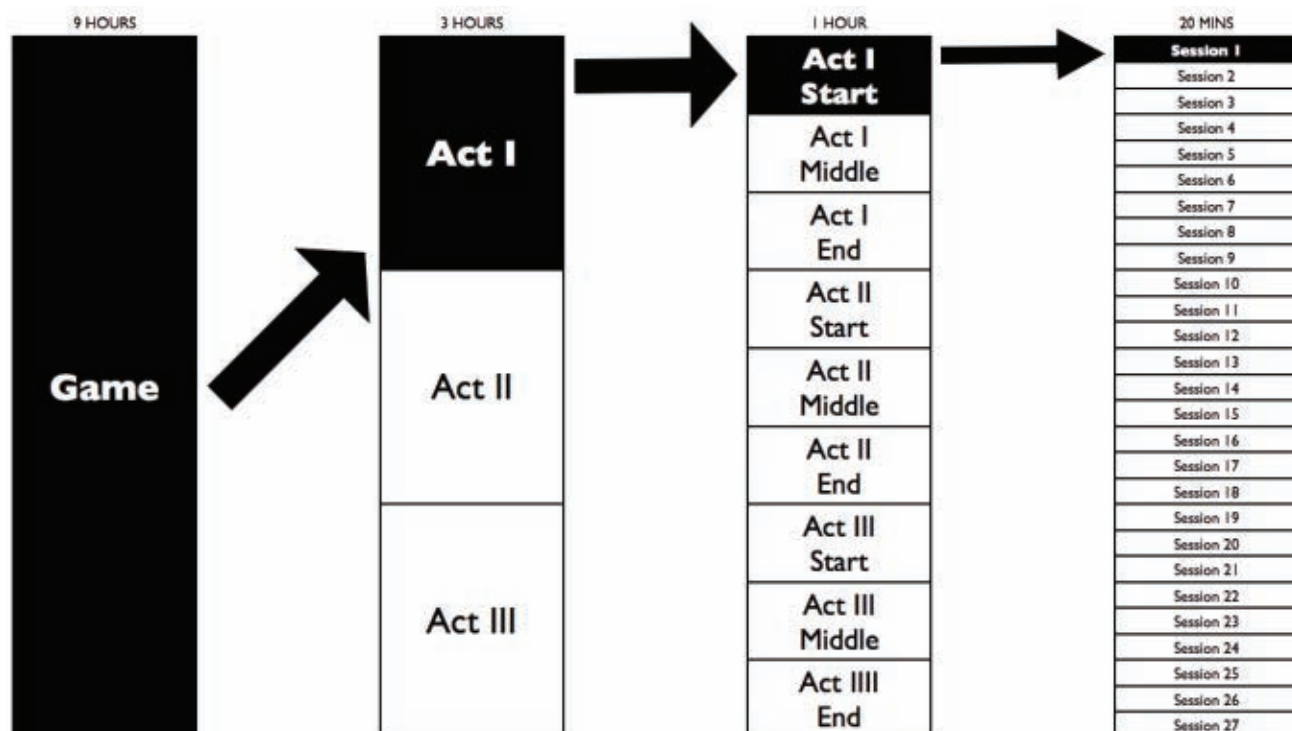 9 HOURS
Game
3 HOURS
Act I
Act II
Act III
1 HOUR
Act I
Start
Act I
Middle
Act I
End
Act II
Start
Act II
Middle
Act II
End
Act III
Start
Act III
Middle
Act IIII
End
20 MINS
Session 1
Session 2
Session 3
Session 4
Session 5
Session 6
Session 7
Session 8
Session 9
Session 10
Session 11
Session 12
Session 13
Session 14
Session 15
Session 16
Session 17
Session 18
Session 19
Session 20
Session 21
Session 22
Session 23
Session 24
Session 25
Session 26
Session 27